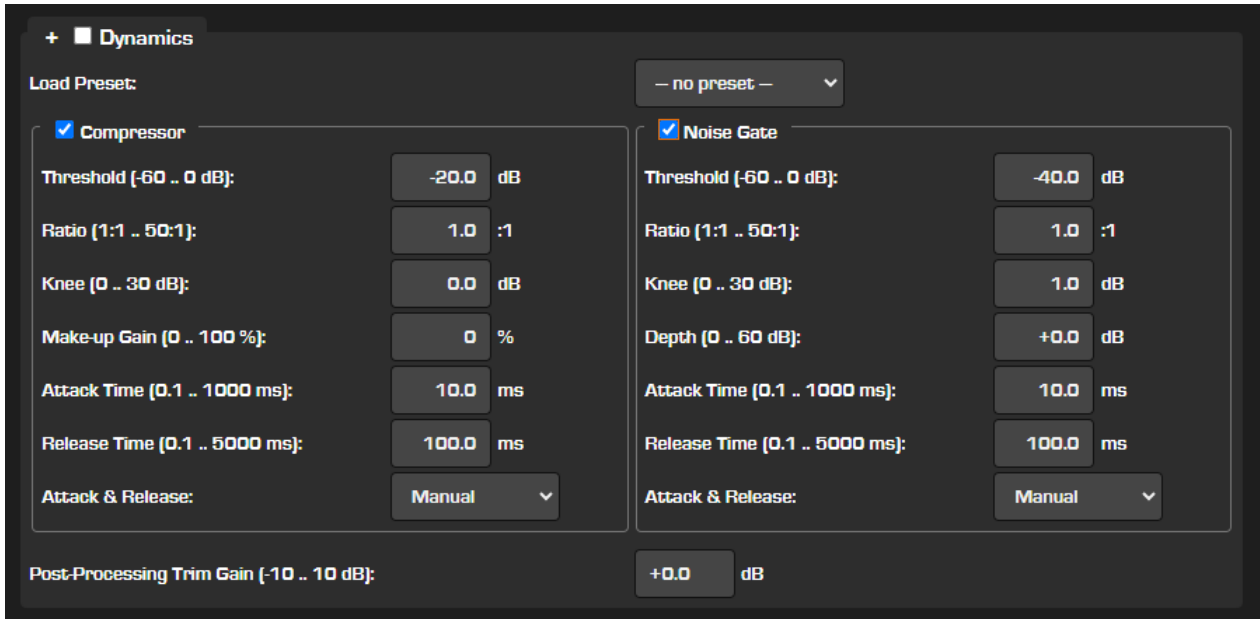 + Dynamics
Load Preset: – no preset –
Compressor Noise Gate
Threshold (-60 .. 0 dB): -20.0 dB Threshold (-60 .. 0 dB): -40.0 dB
Ratio (1:1 .. 50:1): 1.0 :1 Ratio (1:1 .. 50:1): 1.0 :1
Knee (0 .. 30 dB): 0.0 dB Knee (0 .. 30 dB): 1.0 dB
Make-up Gain (0 .. 100 %): 0 % Depth (0 .. 60 dB): +0.0 dB
Attack Time (0.1 .. 1000 ms): 10.0 ms Attack Time (0.1 .. 1000 ms): 10.0 ms
Release Time (0.1 .. 5000 ms): 100.0 ms Release Time (0.1 .. 5000 ms): 100.0 ms
Attack & Release: Manual Attack & Release: Manual
Post-Processing Trim Gain (-10 .. 10 dB): +0.0 dB